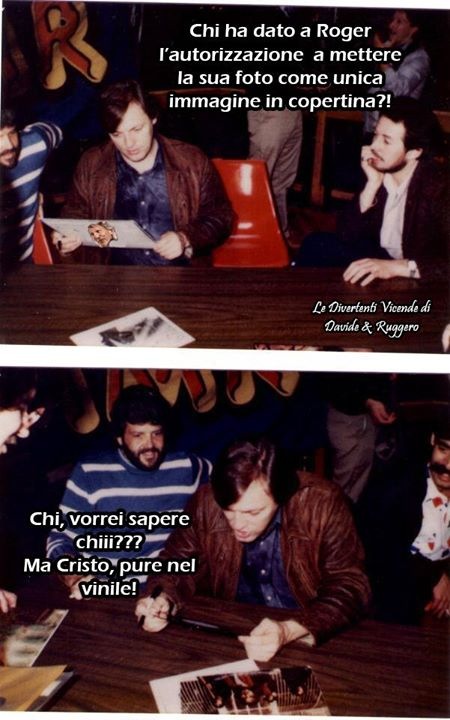 R
Chi ha dato a Roger
l'autorizzazione a mettere
la sua foto come unica
immagine in copertina?!
Le Divertenti Vicende di
Davide & Ruggero
Chi, vorrei sapere
chiii???
Ma Cristo, pure nel
vinile!